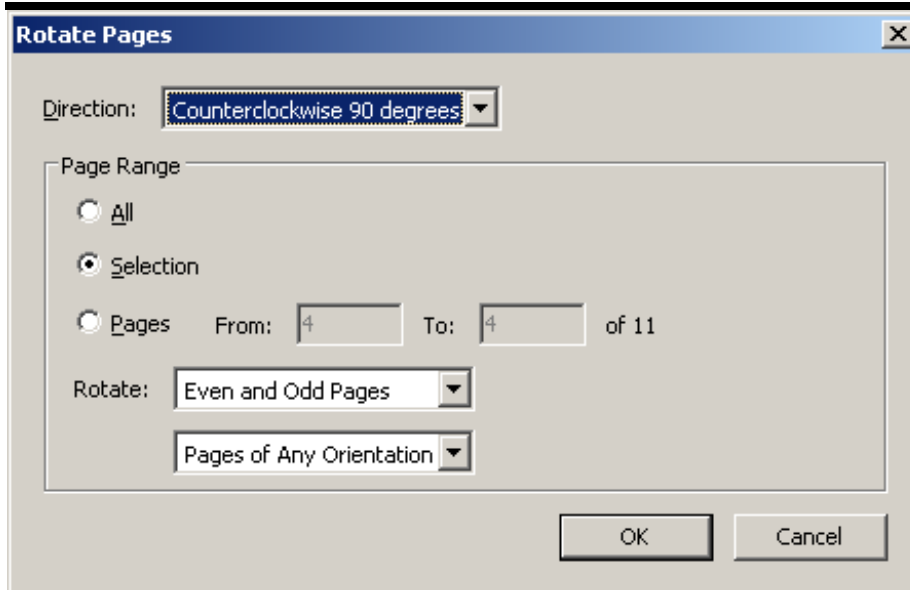 Rotate Pages
Direction: Counterclockwise 90 degrees
Page Range
All
Selection
Pages From: 4 To: 4 of 11
Rotate: Even and Odd Pages
Pages of Any Orientation
OK Cancel